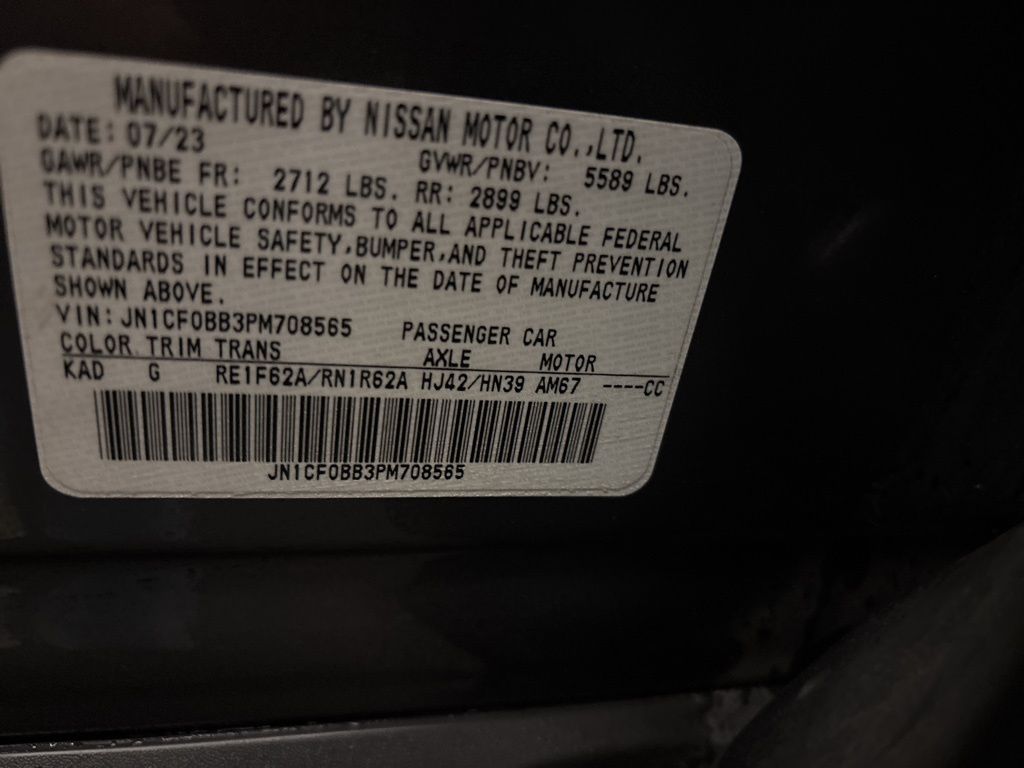 MANUFACTURED BY NISSAN MOTOR CO.,LTD.
DATE: 07/23 GVWR/PNBV: 5589 LBS.
GAWR/PNBE FR: 2712 LBS. RR: 2899 LBS.
THIS VEHICLE CONFORMS TO ALL APPLICABLE FEDERAL
MOTOR VEHICLE SAFETY,BUMPER,AND THEFT PREVENTION
STANDARDS IN EFFECT ON THE DATE OF MANUFACTURE
SHOWN ABOVE.
VIN: JN1CF0BB3PM708565 PASSENGER CAR
COLOR TRIM TRANS AXLE MOTOR
KAD G RE1F62A/RN1R62A HJ42/HN39 AM67 ----CC
JN1CF0BB3PM708565